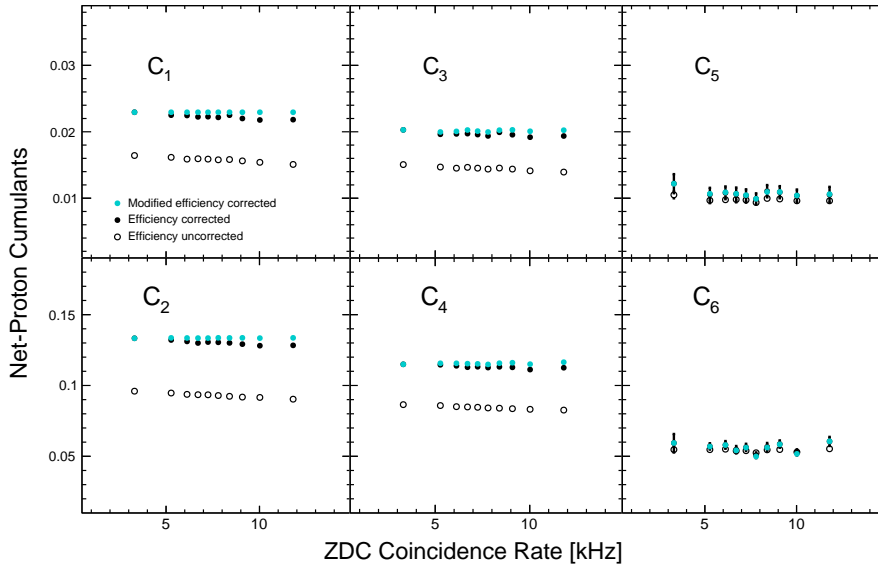 C₁
C₃
C₅
0.03
0.02
0.01
Modified efficiency corrected
Efficiency corrected
Efficiency uncorrected
C₂
C₄
C₆
0.15
0.1
0.05
5 10 5 10 5 10
Net-Proton Cumulants
ZDC Coincidence Rate [kHz]